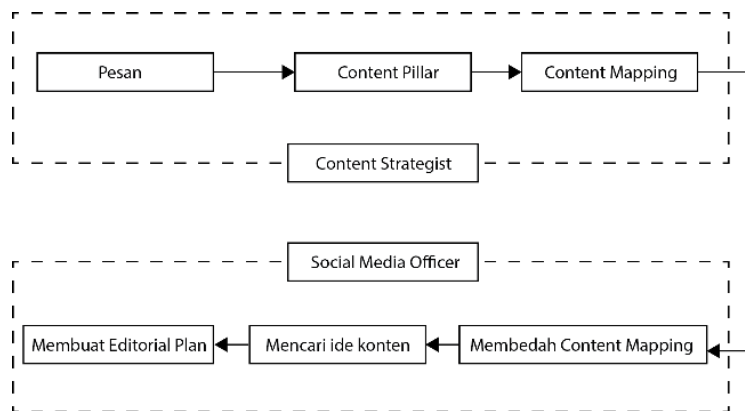 Pesan
Content Pillar
Content Mapping
Content Strategist
Social Media Officer
Membuat Editorial Plan
Mencari ide konten
Membedah Content Mapping